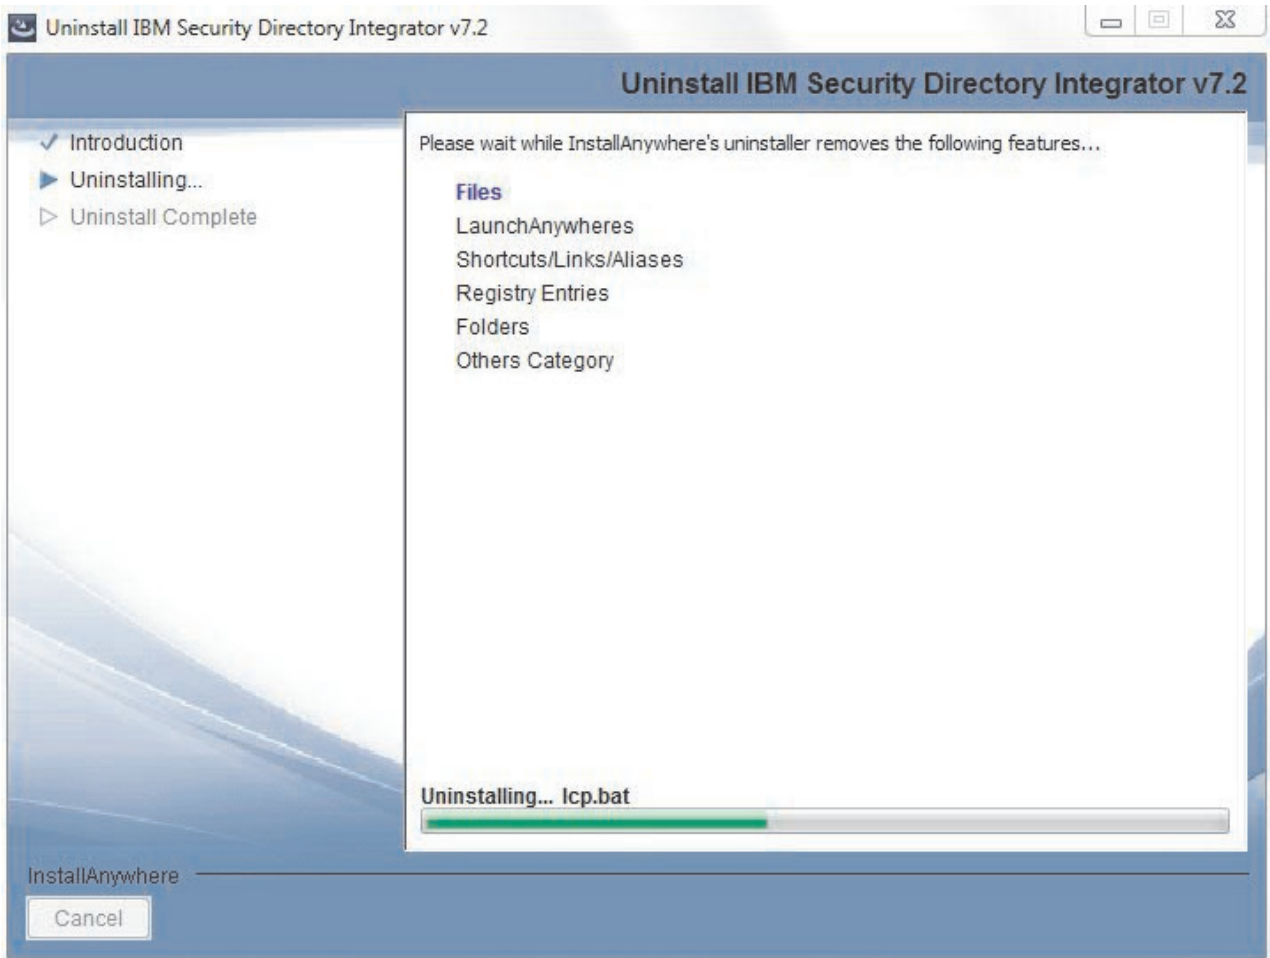 Uninstall IBM Security Directory Integrator v7.2
Uninstall IBM Security Directory Integrator v7.2
Introduction
Uninstalling...
Uninstall Complete
Please wait while InstallAnywhere's uninstaller removes the following features...
Files
LaunchAnywheres
Shortcuts/Links/Aliases
Registry Entries
Folders
Others Category
Uninstalling... lcp.bat
InstallAnywhere
Cancel